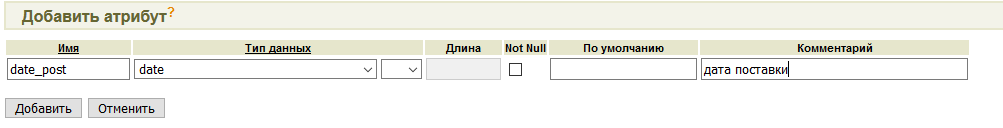 Добавить атрибут?
Имя Тип данных Длина Not Null По умолчанию Комментарий
date_post date дата поставки
Добавить Отменить